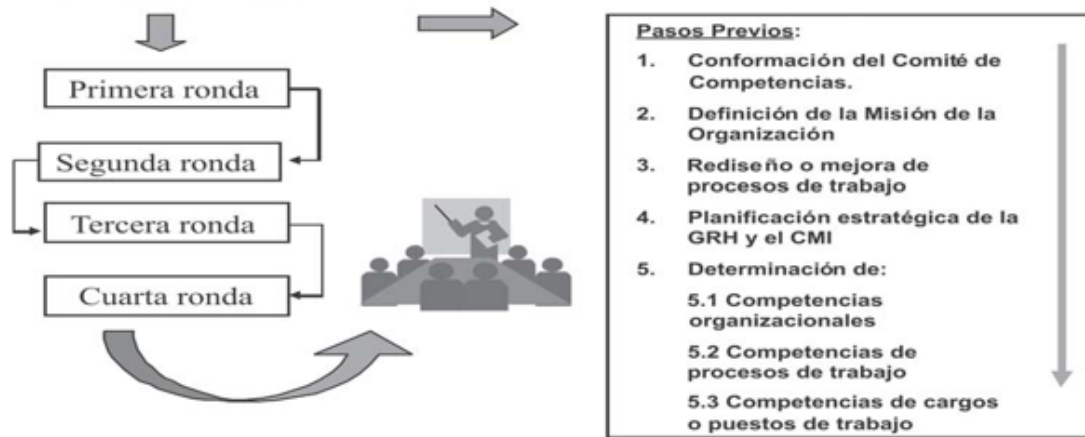 Primera ronda
Segunda ronda
Tercera ronda
Cuarta ronda
Pasos Previos:
1. Conformación del Comité de
Competencias.
2. Definición de la Misión de la
Organización
3. Rediseño o mejora de
procesos de trabajo
4. Planificación estratégica de la
GRH y el CMI
5. Determinación de:
5.1 Competencias
organizacionales
5.2 Competencias de
procesos de trabajo
5.3 Competencias de cargos
o puestos de trabajo